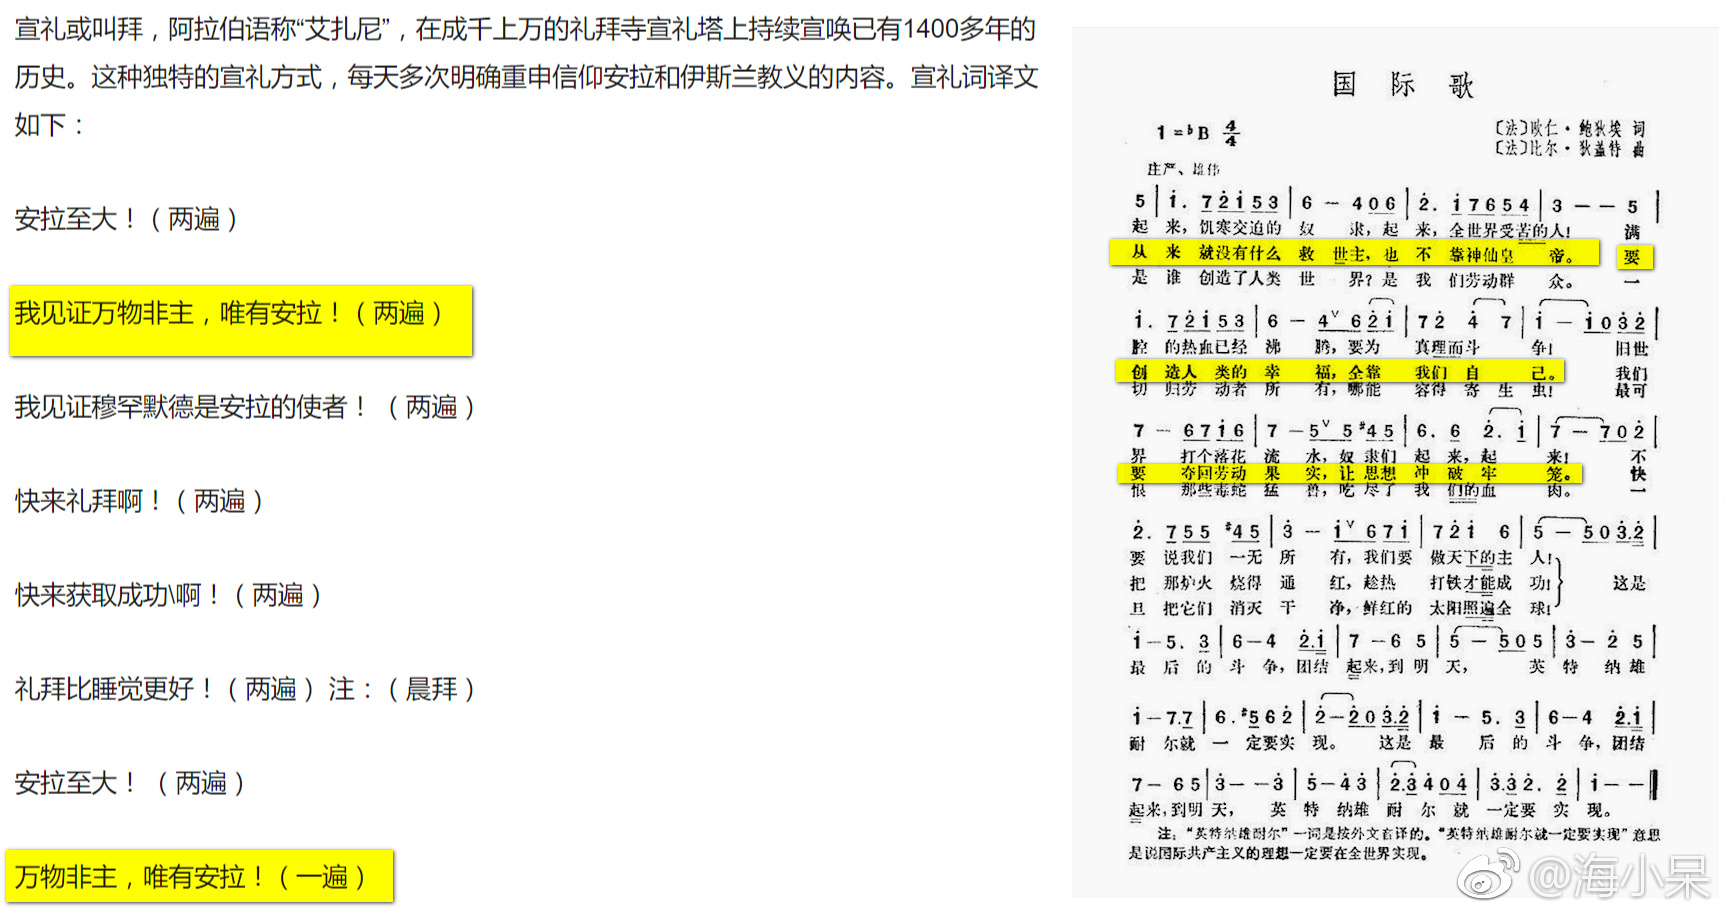 宣礼或叫拜，阿拉伯语称“艾扎尼”，在成千上万的礼拜寺宣礼塔上持续宣唤已有1400多年的
历史。这种独特的宣礼方式，每天多次明确重申信仰安拉和伊斯兰教义的内容。宣礼词译文
如下：
安拉至大！（两遍）
我见证万物非主，唯有安拉！（两遍）
我见证穆罕默德是安拉的使者！（两遍）
快来礼拜啊！（两遍）
快来获取成功\啊！（两遍）
礼拜比睡觉更好！（两遍） 注：（晨拜）
安拉至大！（两遍）
万物非主，唯有安拉！（一遍）
国际歌
1=♭B 4/4
〔法〕欧仁·鲍狄埃 词
〔法〕比尔·狄盖特 曲
庄严、雄伟
5 | i. 7 2 i 5 3 | 6 — 4 0 6 | 2. i 7 6 5 4 | 3 — — 5 |
起 来，饥寒交迫的 奴 隶，起 来，全世界受苦的人！ 满
从 来 就没有什么 救 世主，也 不 靠神仙皇 帝。 要
是 谁 创造了人类 世 界？是 我 们劳动群 众。 一
i. 7 2 i 5 3 | 6 — 4 6 2 i | 7 2 4 7 | i — i 0 3 2 |
腔 的热血已经 沸 腾，要为 真理而斗 争！ 旧世
创 造人 类的 幸 福，全靠 我们 自 己。 我们
切 归劳 动者 所 有，哪能 容得 寄 生 虫！ 最可
7 — 6 7 i 6 | 7 — 5 5 #4 5 | 6. 6 2. i | 7 — 7 0 2 |
界 打个落花 流 水，奴 隶们 起 来，起 来！ 不
要 夺回劳动 果 实，让 思想 冲 破 牢 笼。 快
恨 那些毒蛇 猛 兽，吃 尽了 我 们的血 肉。 一
2. 7 5 5 #4 5 | 3 — i 6 7 i | 7 2 i 6 | 5 — 5 0 3. 2 |
要 说我们 一无 所 有，我们要 做天下的主 人！
把 那炉火 烧得 通 红，趁热 打铁才能成 功！ 这是
旦 把它们 消灭 干 净，鲜红的 太阳照遍全 球！
i — 5. 3 | 6 — 4 2. i | 7 — 6 5 | 5 — 5 0 5 | 3 — 2 5 |
最 后 的 斗 争，团结 起来，到 明 天， 英 特 纳雄
i — 7. 7 | 6. #5 6 2 | 2 — 2 0 3. 2 | i — 5. 3 | 6 — 4 2. i |
耐 尔就 一 定要实 现。 这是 最 后 的 斗 争，团结
7 — 6 5 | 3 — — 3 | 5 — 4 3 | 2. 3 4 0 4 | 3. 3 2. 2 | i — — |
起来，到明 天， 英 特 纳雄 耐 尔 就 一定要 实 现。
注：“英特纳雄耐尔”一词是按外文音译的。“英特纳雄耐尔就一定要实现”意思
是说国际共产主义的理想一定要在全世界实现。
@海小呆